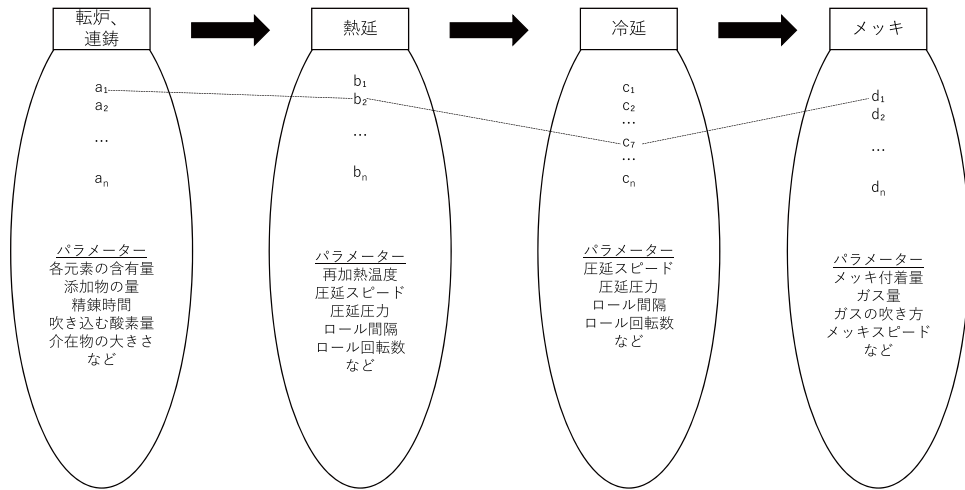 転炉、
連鋳
a₁
a₂
…
aₙ
パラメーター
各元素の含有量
添加物の量
精錬時間
吹き込む酸素量
介在物の大きさ
など
熱延
b₁
b₂
…
bₙ
パラメーター
再加熱温度
圧延スピード
圧延圧力
ロール間隔
ロール回転数
など
冷延
c₁
c₂
…
c₇
…
cₙ
パラメーター
圧延スピード
圧延圧力
ロール間隔
ロール回転数
など
メッキ
d₁
d₂
…
dₙ
パラメーター
メッキ付着量
ガス量
ガスの吹き方
メッキスピード
など